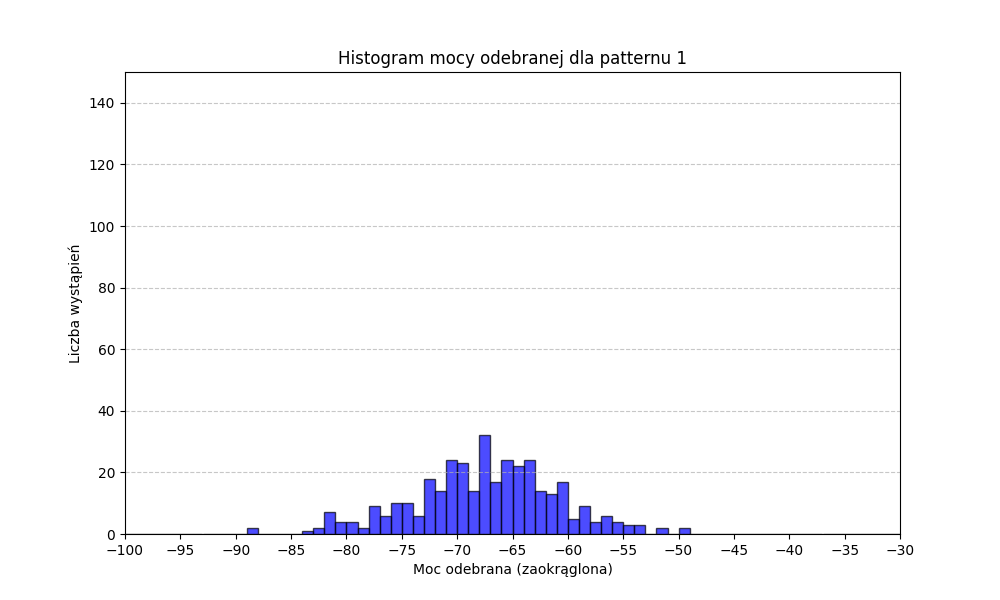 Histogram mocy odebranej dla patternu 1
140
120
100
80
60
40
20
0
Liczba wystąpień
−100 −95 −90 −85 −80 −75 −70 −65 −60 −55 −50 −45 −40 −35 −30
Moc odebrana (zaokrąglona)